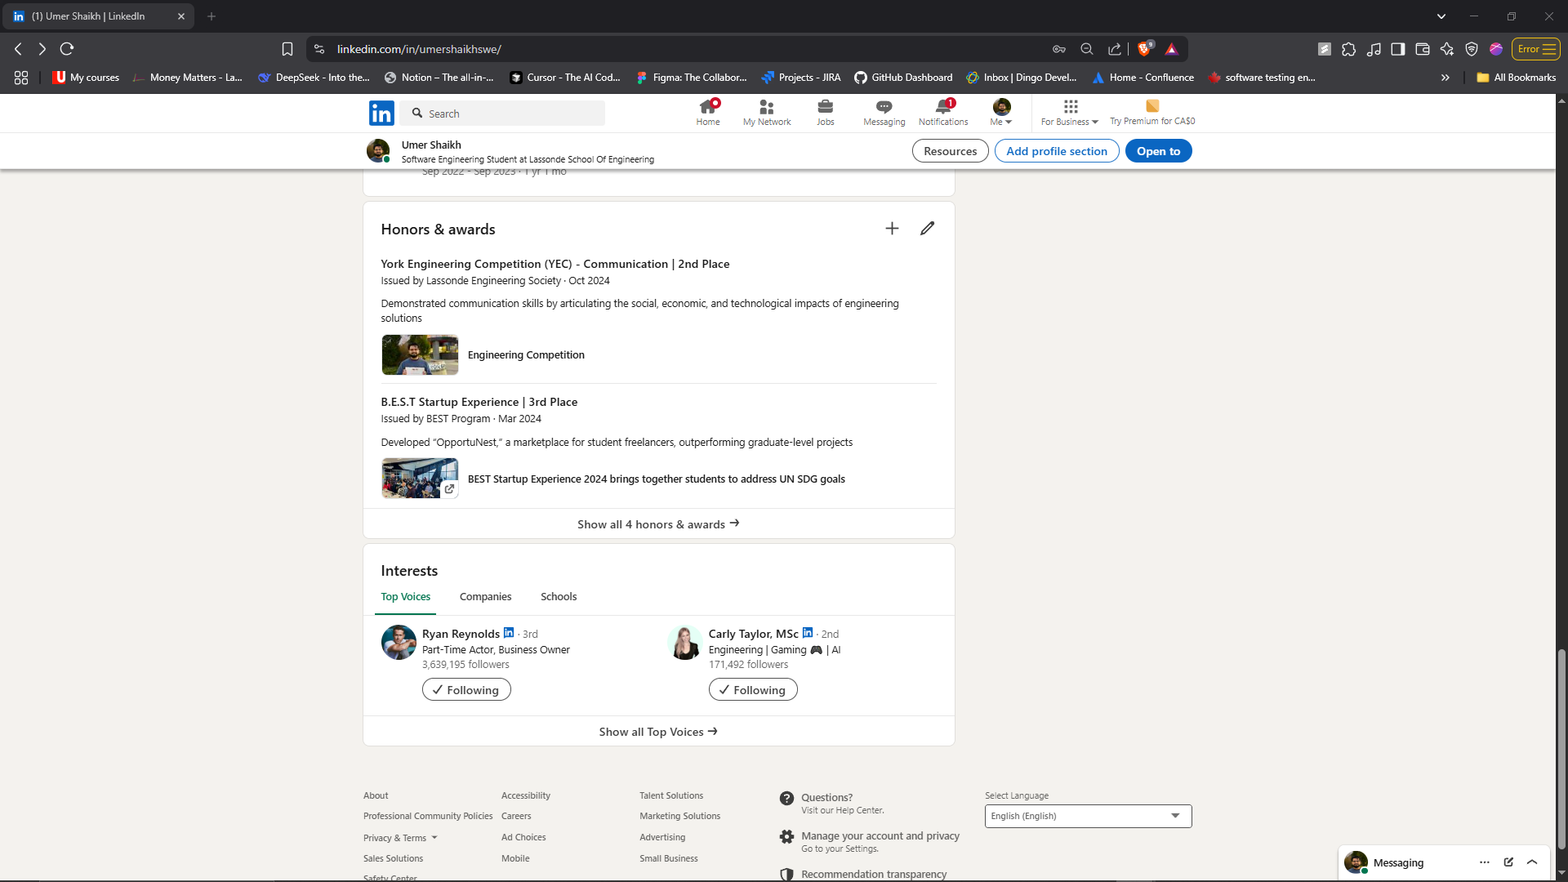 (1) Umer Shaikh | LinkedIn
linkedin.com/in/umershaikhswe/
9
Error
My courses
Money Matters - La...
DeepSeek - Into the...
Notion – The all-in-...
Cursor - The AI Cod...
Figma: The Collabor...
Projects - JIRA
GitHub Dashboard
Inbox | Dingo Devel...
Home - Confluence
software testing en...
»
All Bookmarks
in
Search
Home
My Network
Jobs
Messaging
1
Notifications
Me
For Business
Try Premium for CA$0
Umer Shaikh
Software Engineering Student at Lassonde School Of Engineering
Resources
Add profile section
Open to
Sep 2022 - Sep 2023 · 1 yr 1 mo
Honors & awards
York Engineering Competition (YEC) - Communication | 2nd Place
Issued by Lassonde Engineering Society · Oct 2024
Demonstrated communication skills by articulating the social, economic, and technological impacts of engineering
solutions
Engineering Competition
B.E.S.T Startup Experience | 3rd Place
Issued by BEST Program · Mar 2024
Developed “OpportuNest,” a marketplace for student freelancers, outperforming graduate-level projects
BEST Startup Experience 2024 brings together students to address UN SDG goals
Show all 4 honors & awards →
Interests
Top Voices
Companies
Schools
Ryan Reynolds in · 3rd
Part-Time Actor, Business Owner
3,639,195 followers
Following
Carly Taylor, MSc in · 2nd
Engineering | Gaming 🎮 | AI
171,492 followers
Following
Show all Top Voices →
About
Accessibility
Talent Solutions
Professional Community Policies
Careers
Marketing Solutions
Privacy & Terms
Ad Choices
Advertising
Sales Solutions
Mobile
Small Business
Safety Center
Questions?
Visit our Help Center.
Manage your account and privacy
Go to your Settings.
Recommendation transparency
Select Language
English (English)
Messaging